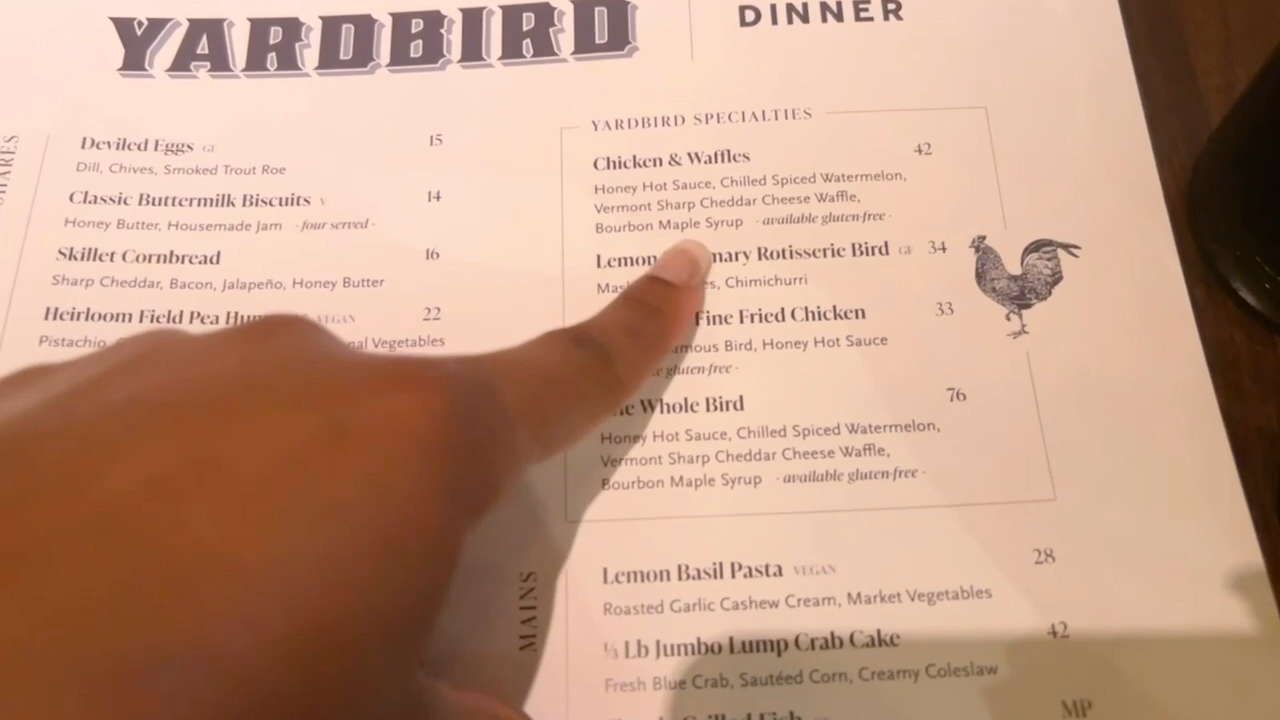 YARDBIRD
DINNER
Deviled Eggs GF 15
Dill, Chives, Smoked Trout Roe
Classic Buttermilk Biscuits V 14
Honey Butter, Housemade Jam - four served -
Skillet Cornbread 16
Sharp Cheddar, Bacon, Jalapeño, Honey Butter
Heirloom Field Pea VEGAN 22
Pistachio, Vegetables
YARDBIRD SPECIALTIES
Chicken & Waffles 42
Honey Hot Sauce, Chilled Spiced Watermelon,
Vermont Sharp Cheddar Cheese Waffle,
Bourbon Maple Syrup - available gluten-free -
Lemon Rotisserie Bird GF 34
Chimichurri
Fine Fried Chicken 33
Bird, Honey Hot Sauce
gluten-free -
Whole Bird 76
Honey Hot Sauce, Chilled Spiced Watermelon,
Vermont Sharp Cheddar Cheese Waffle,
Bourbon Maple Syrup - available gluten-free -
MAINS
Lemon Basil Pasta VEGAN 28
Roasted Garlic Cashew Cream, Market Vegetables
⅓ Lb Jumbo Lump Crab Cake 42
Fresh Blue Crab, Sautéed Corn, Creamy Coleslaw
MP